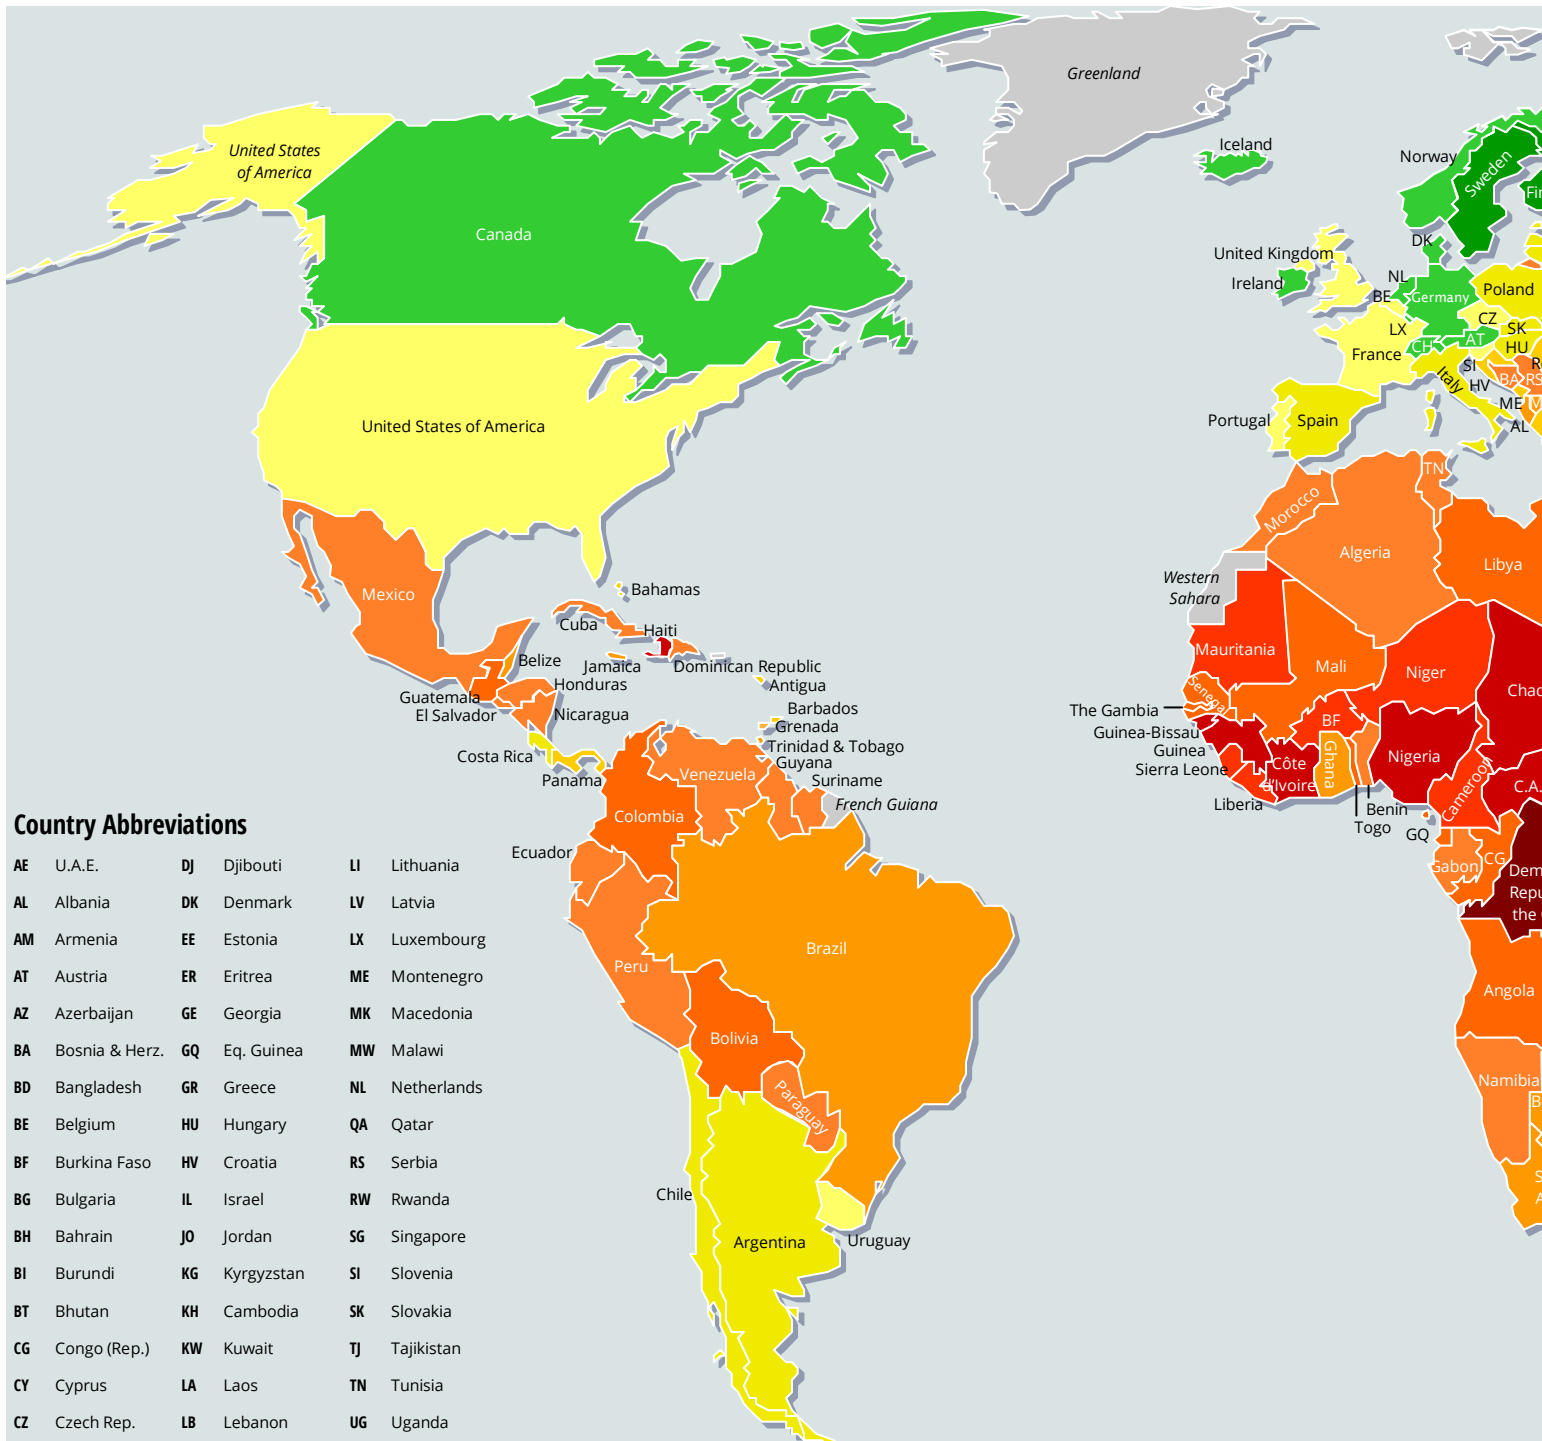 Greenland
United States
of America
Iceland
Norway
Sweden
Fin
Canada
DK
United Kingdom
Ireland
NL
BE
Germany
Poland
CZ
LX
SK
France
CH
AT
HU
SI
HV
Italy
BA
RS
ME
AL
Portugal
Spain
United States of America
TN
Morocco
Algeria
Libya
Mexico
Bahamas
Western
Sahara
Cuba
Haiti
Belize
Jamaica
Dominican Republic
Mauritania
Mali
Niger
Chad
Guatemala
Honduras
Antigua
Senegal
El Salvador
Nicaragua
Barbados
The Gambia
Grenada
BF
Guinea-Bissau
Trinidad & Tobago
Guinea
Costa Rica
Guyana
Sierra Leone
Côte
d'Ivoire
Ghana
Nigeria
Panama
Venezuela
Suriname
Cameroon
C.A.
French Guiana
Liberia
Benin
Togo
GQ
Colombia
Ecuador
Gabon
CG
Dem
Repu
the
Brazil
Peru
Angola
Bolivia
Namibia
Paraguay
Chile
Argentina
Uruguay
Country Abbreviations
AE U.A.E. DJ Djibouti LI Lithuania
AL Albania DK Denmark LV Latvia
AM Armenia EE Estonia LX Luxembourg
AT Austria ER Eritrea ME Montenegro
AZ Azerbaijan GE Georgia MK Macedonia
BA Bosnia & Herz. GQ Eq. Guinea MW Malawi
BD Bangladesh GR Greece NL Netherlands
BE Belgium HU Hungary QA Qatar
BF Burkina Faso HV Croatia RS Serbia
BG Bulgaria IL Israel RW Rwanda
BH Bahrain JO Jordan SG Singapore
BI Burundi KG Kyrgyzstan SI Slovenia
BT Bhutan KH Cambodia SK Slovakia
CG Congo (Rep.) KW Kuwait TJ Tajikistan
CY Cyprus LA Laos TN Tunisia
CZ Czech Rep. LB Lebanon UG Uganda